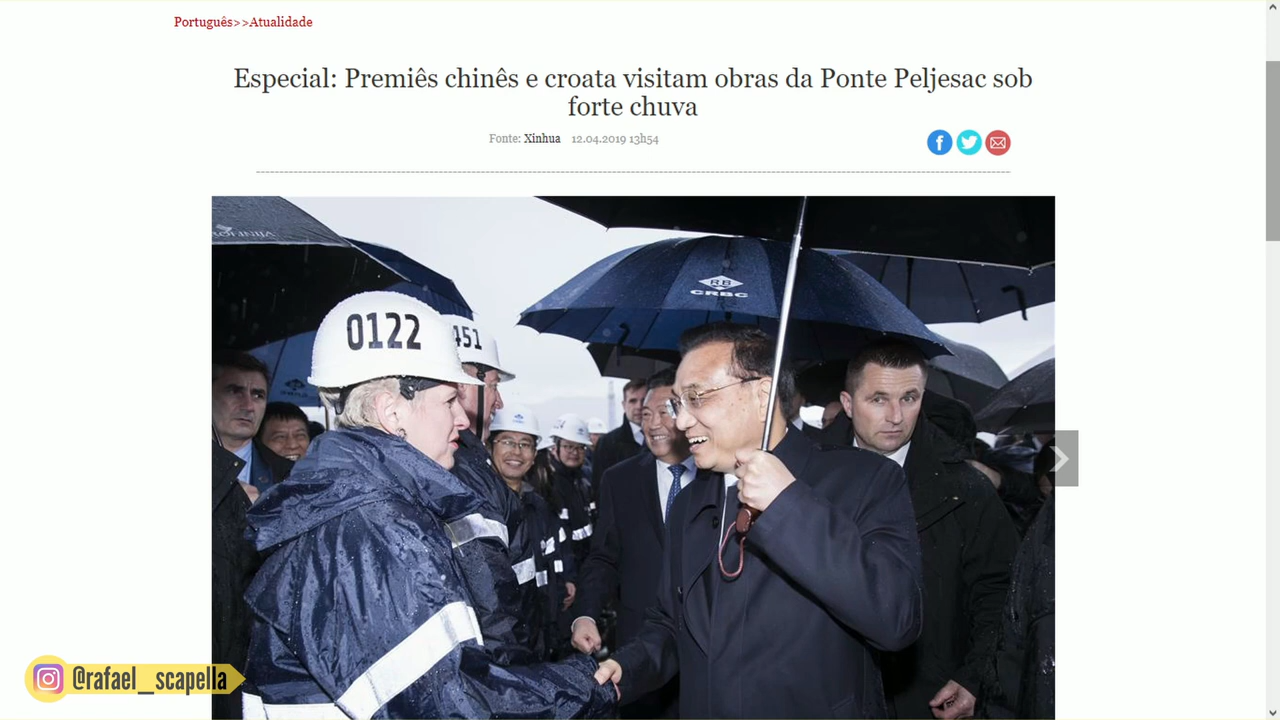 Português>>Atualidade
Especial: Premiês chinês e croata visitam obras da Ponte Peljesac sob
forte chuva
Fonte: Xinhua 12.04.2019 13h54
RB
CRBC
0122
451
@rafael_scapella